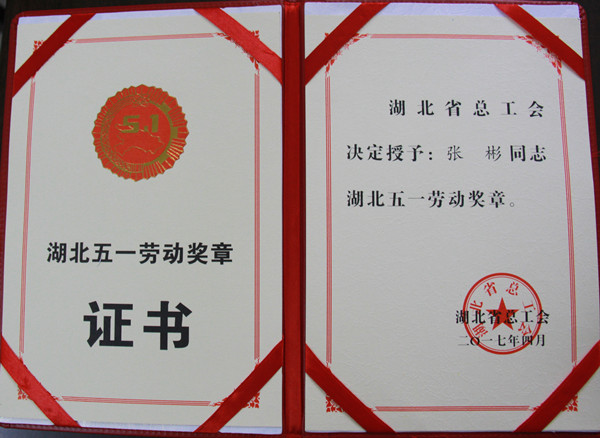 5.1
湖北五一劳动奖章
证书
湖北省总工会
决定授予：张 彬同志
湖北五一劳动奖章。
湖北省总工会
湖北省总工会
二〇一七年四月